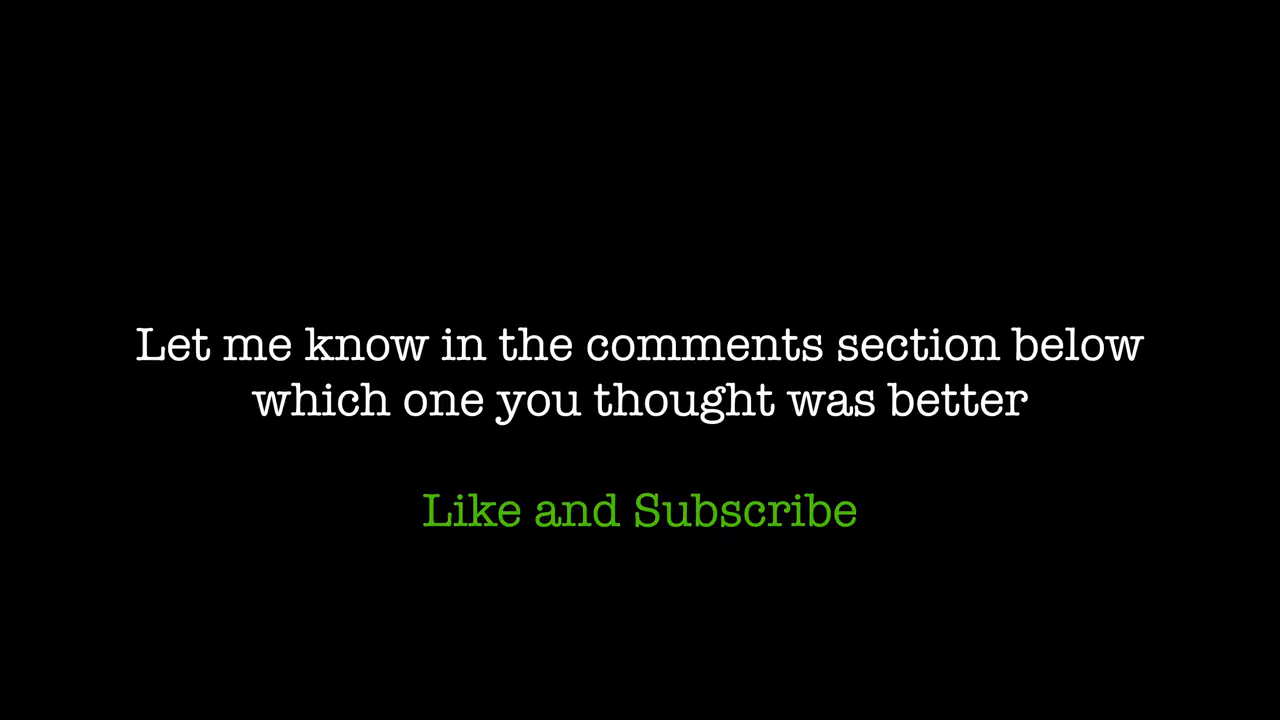 Let me know in the comments section below
which one you thought was better
Like and Subscribe